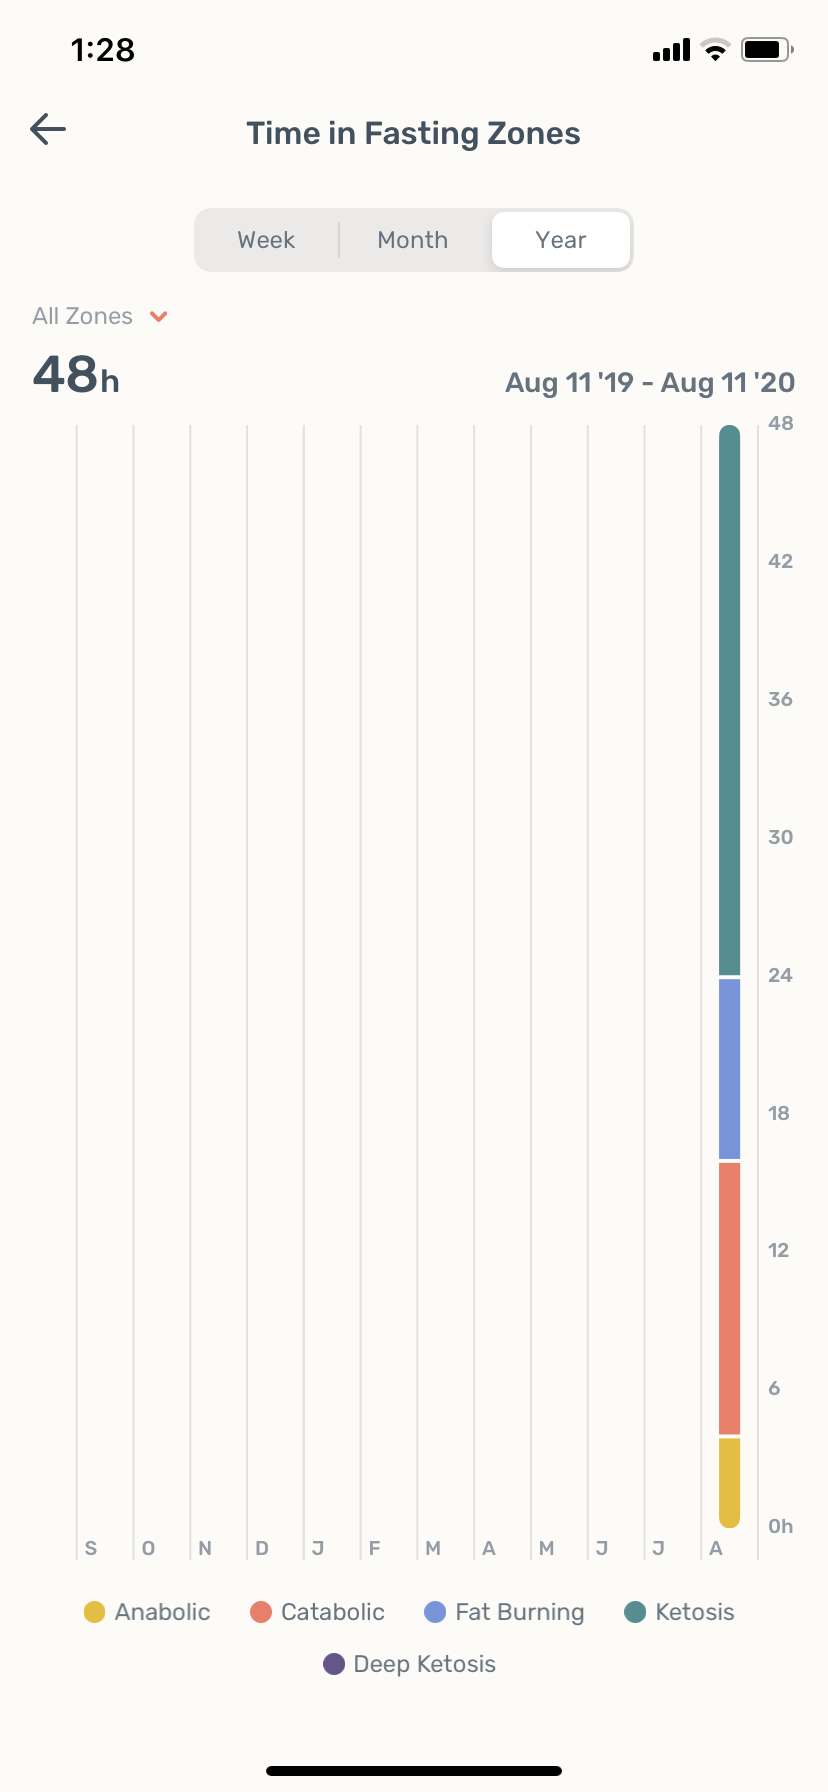 1:28
Time in Fasting Zones
Week Month Year
All Zones
48h Aug 11 '19 - Aug 11 '20
48
42
36
30
24
18
12
6
0h
S O N D J F M A M J J A
Anabolic Catabolic Fat Burning Ketosis
Deep Ketosis